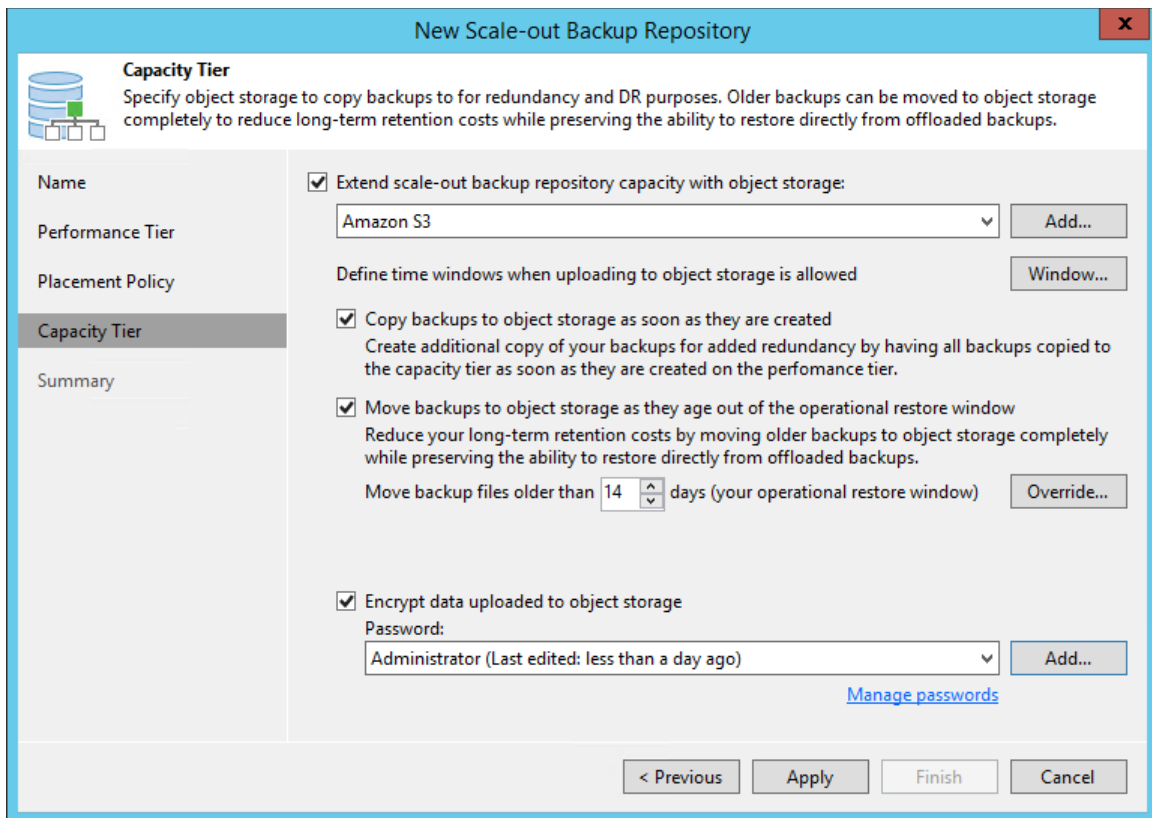 New Scale-out Backup Repository
x
Capacity Tier
Specify object storage to copy backups to for redundancy and DR purposes. Older backups can be moved to object storage
completely to reduce long-term retention costs while preserving the ability to restore directly from offloaded backups.
Name
Performance Tier
Placement Policy
Capacity Tier
Summary
Extend scale-out backup repository capacity with object storage:
Amazon S3
Add...
Define time windows when uploading to object storage is allowed
Window...
Copy backups to object storage as soon as they are created
Create additional copy of your backups for added redundancy by having all backups copied to
the capacity tier as soon as they are created on the perfomance tier.
Move backups to object storage as they age out of the operational restore window
Reduce your long-term retention costs by moving older backups to object storage completely
while preserving the ability to restore directly from offloaded backups.
Move backup files older than 14 days (your operational restore window)
Override...
Encrypt data uploaded to object storage
Password:
Administrator (Last edited: less than a day ago)
Add...
Manage passwords
< Previous
Apply
Finish
Cancel